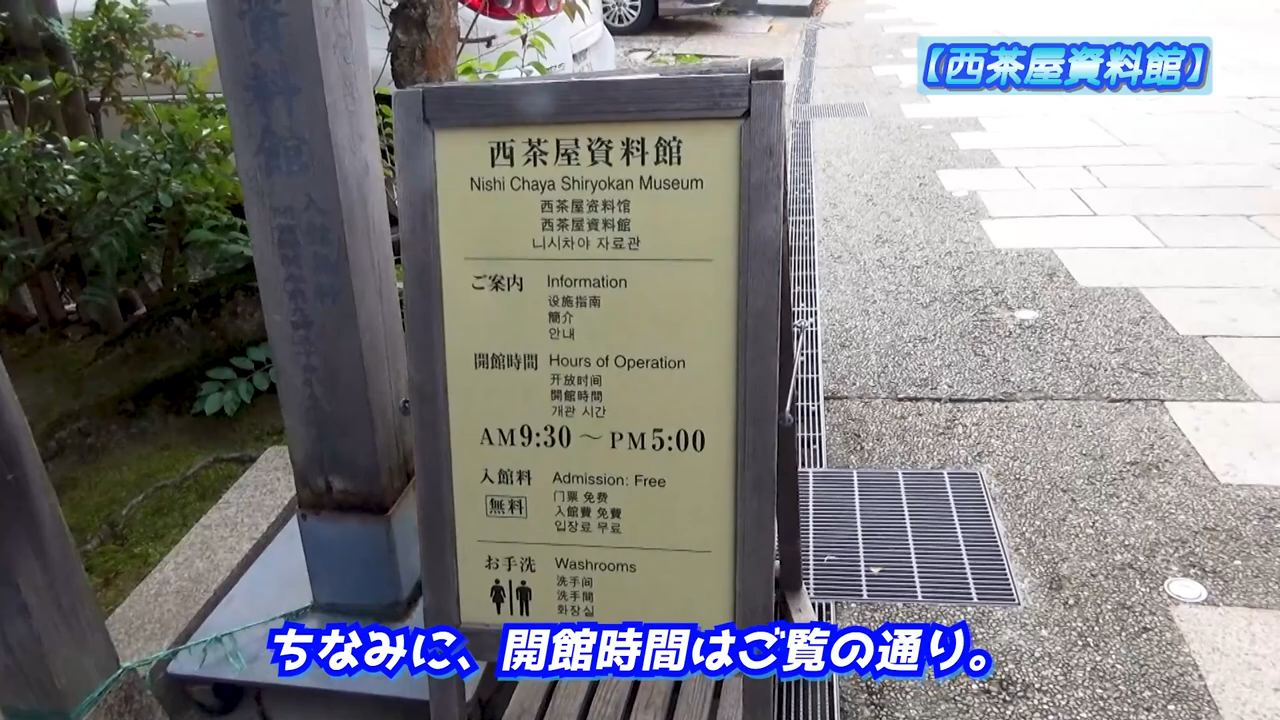 【西茶屋資料館】
資料館
西茶屋資料館
Nishi Chaya Shiryokan Museum
西茶屋资料馆
西茶屋資料館
니시차야 자료관
ご案内 Information
设施指南
簡介
안내
開館時間 Hours of Operation
开放时间
開館時間
개관 시간
AM9:30～PM5:00
入館料 Admission: Free
無料
门票 免费
入館費 免費
입장료 무료
お手洗 Washrooms
洗手间
洗手間
화장실
ちなみに、開館時間はご覧の通り。